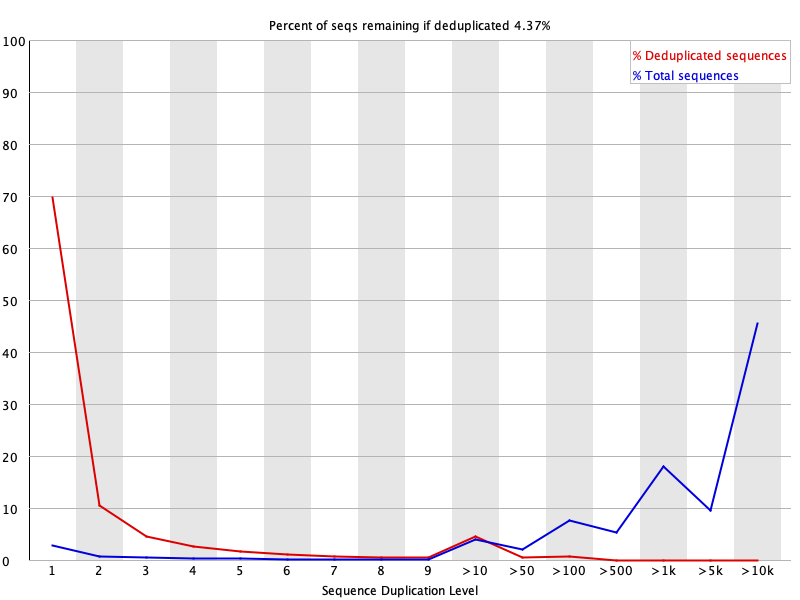 Percent of seqs remaining if deduplicated 4.37%
% Deduplicated sequences
% Total sequences
100
90
80
70
60
50
40
30
20
10
0
1 2 3 4 5 6 7 8 9 >10 >50 >100 >500 >1k >5k >10k
Sequence Duplication Level